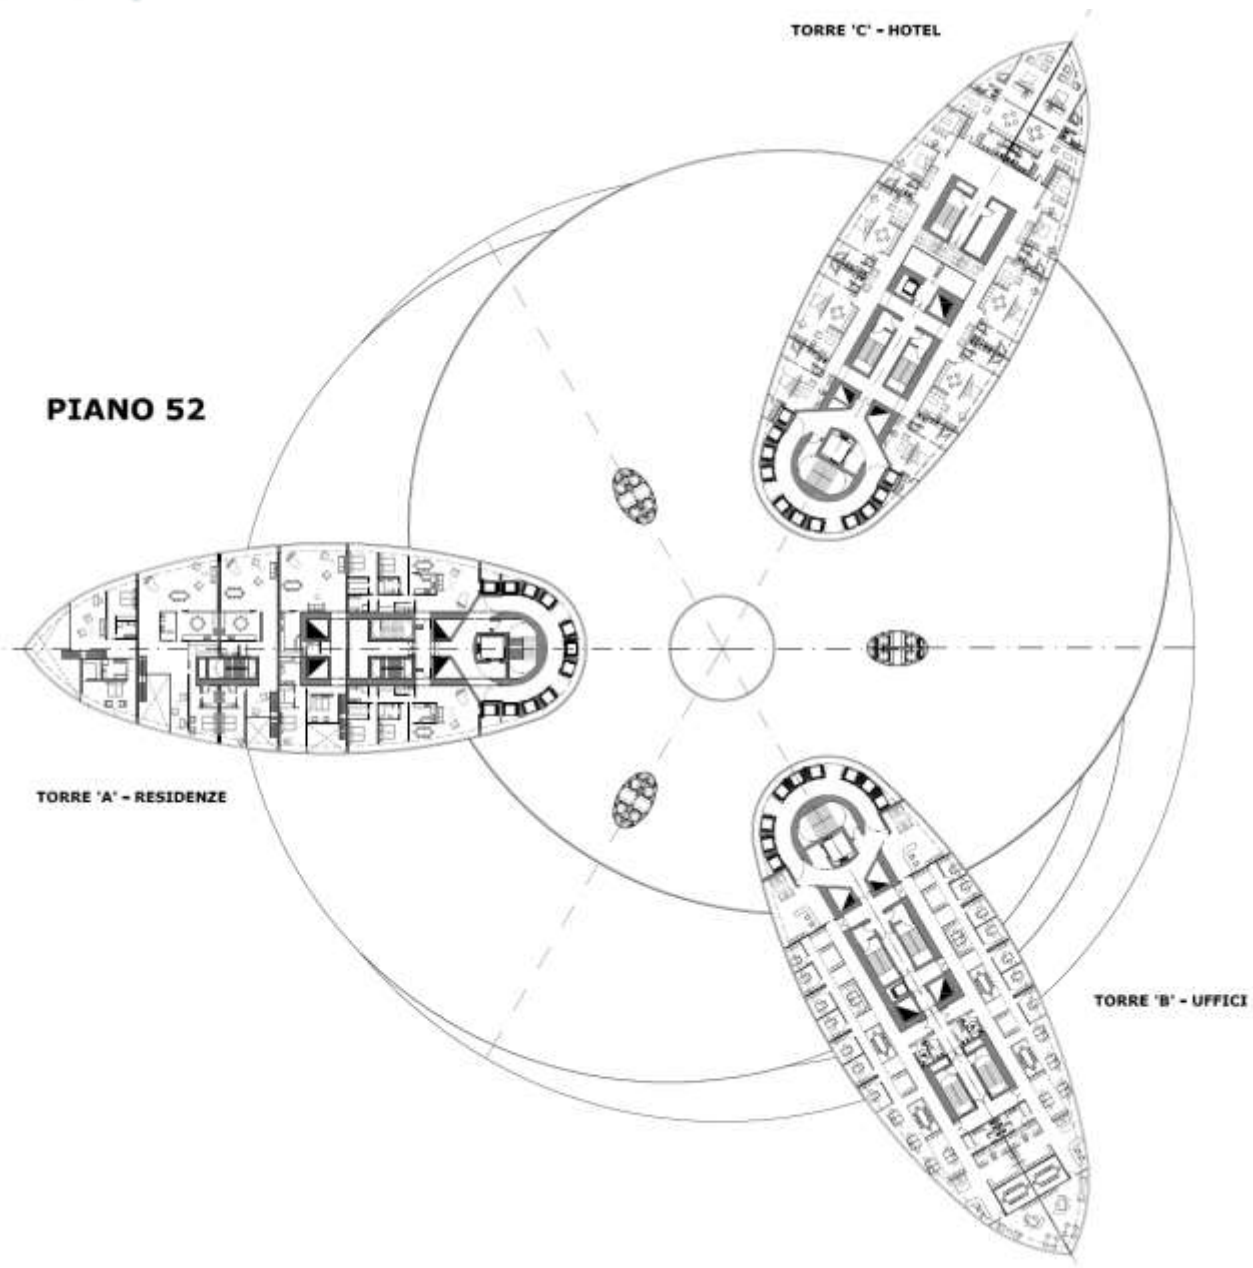 TORRE 'C' - HOTEL
PIANO 52
TORRE 'A' - RESIDENZE
TORRE 'B' - UFFICI